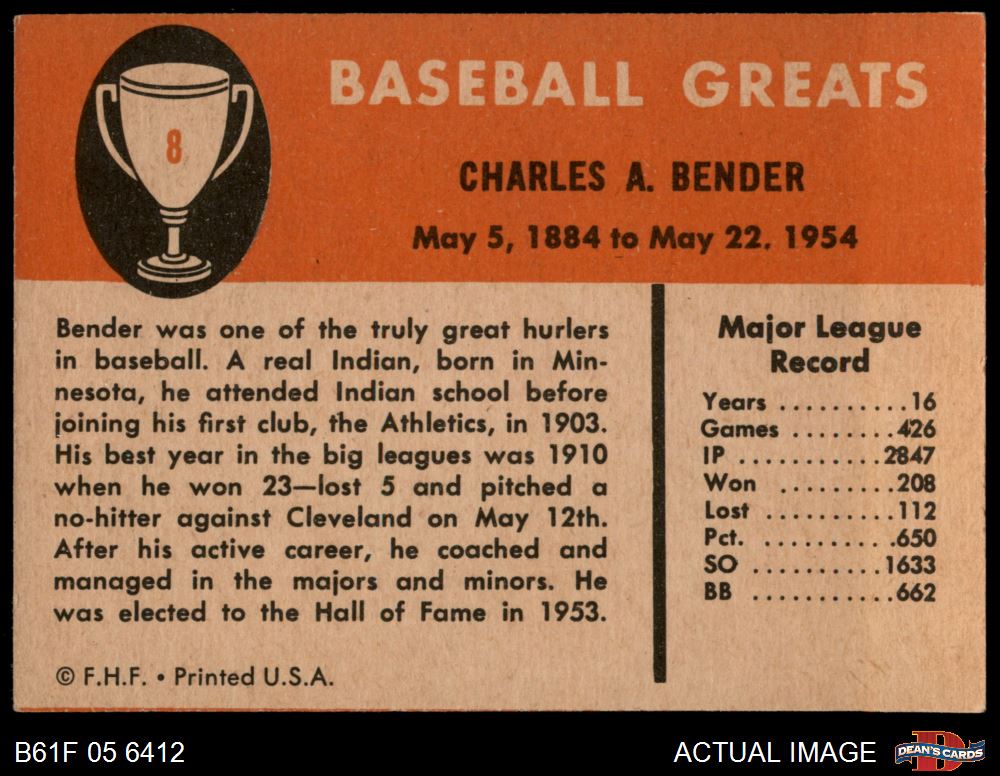 8
BASEBALL GREATS
CHARLES A. BENDER
May 5, 1884 to May 22. 1954
Bender was one of the truly great hurlers
in baseball. A real Indian, born in Min-
nesota, he attended Indian school before
joining his first club, the Athletics, in 1903.
His best year in the big leagues was 1910
when he won 23—lost 5 and pitched a
no-hitter against Cleveland on May 12th.
After his active career, he coached and
managed in the majors and minors. He
was elected to the Hall of Fame in 1953.
© F.H.F. • Printed U.S.A.
Major League
Record
Years ..........16
Games ........426
IP ...........2847
Won .........208
Lost ..........112
Pct. ..........650
SO ..........1633
BB ...........662
B61F 05 6412
ACTUAL IMAGE
D
DEAN'S CARDS